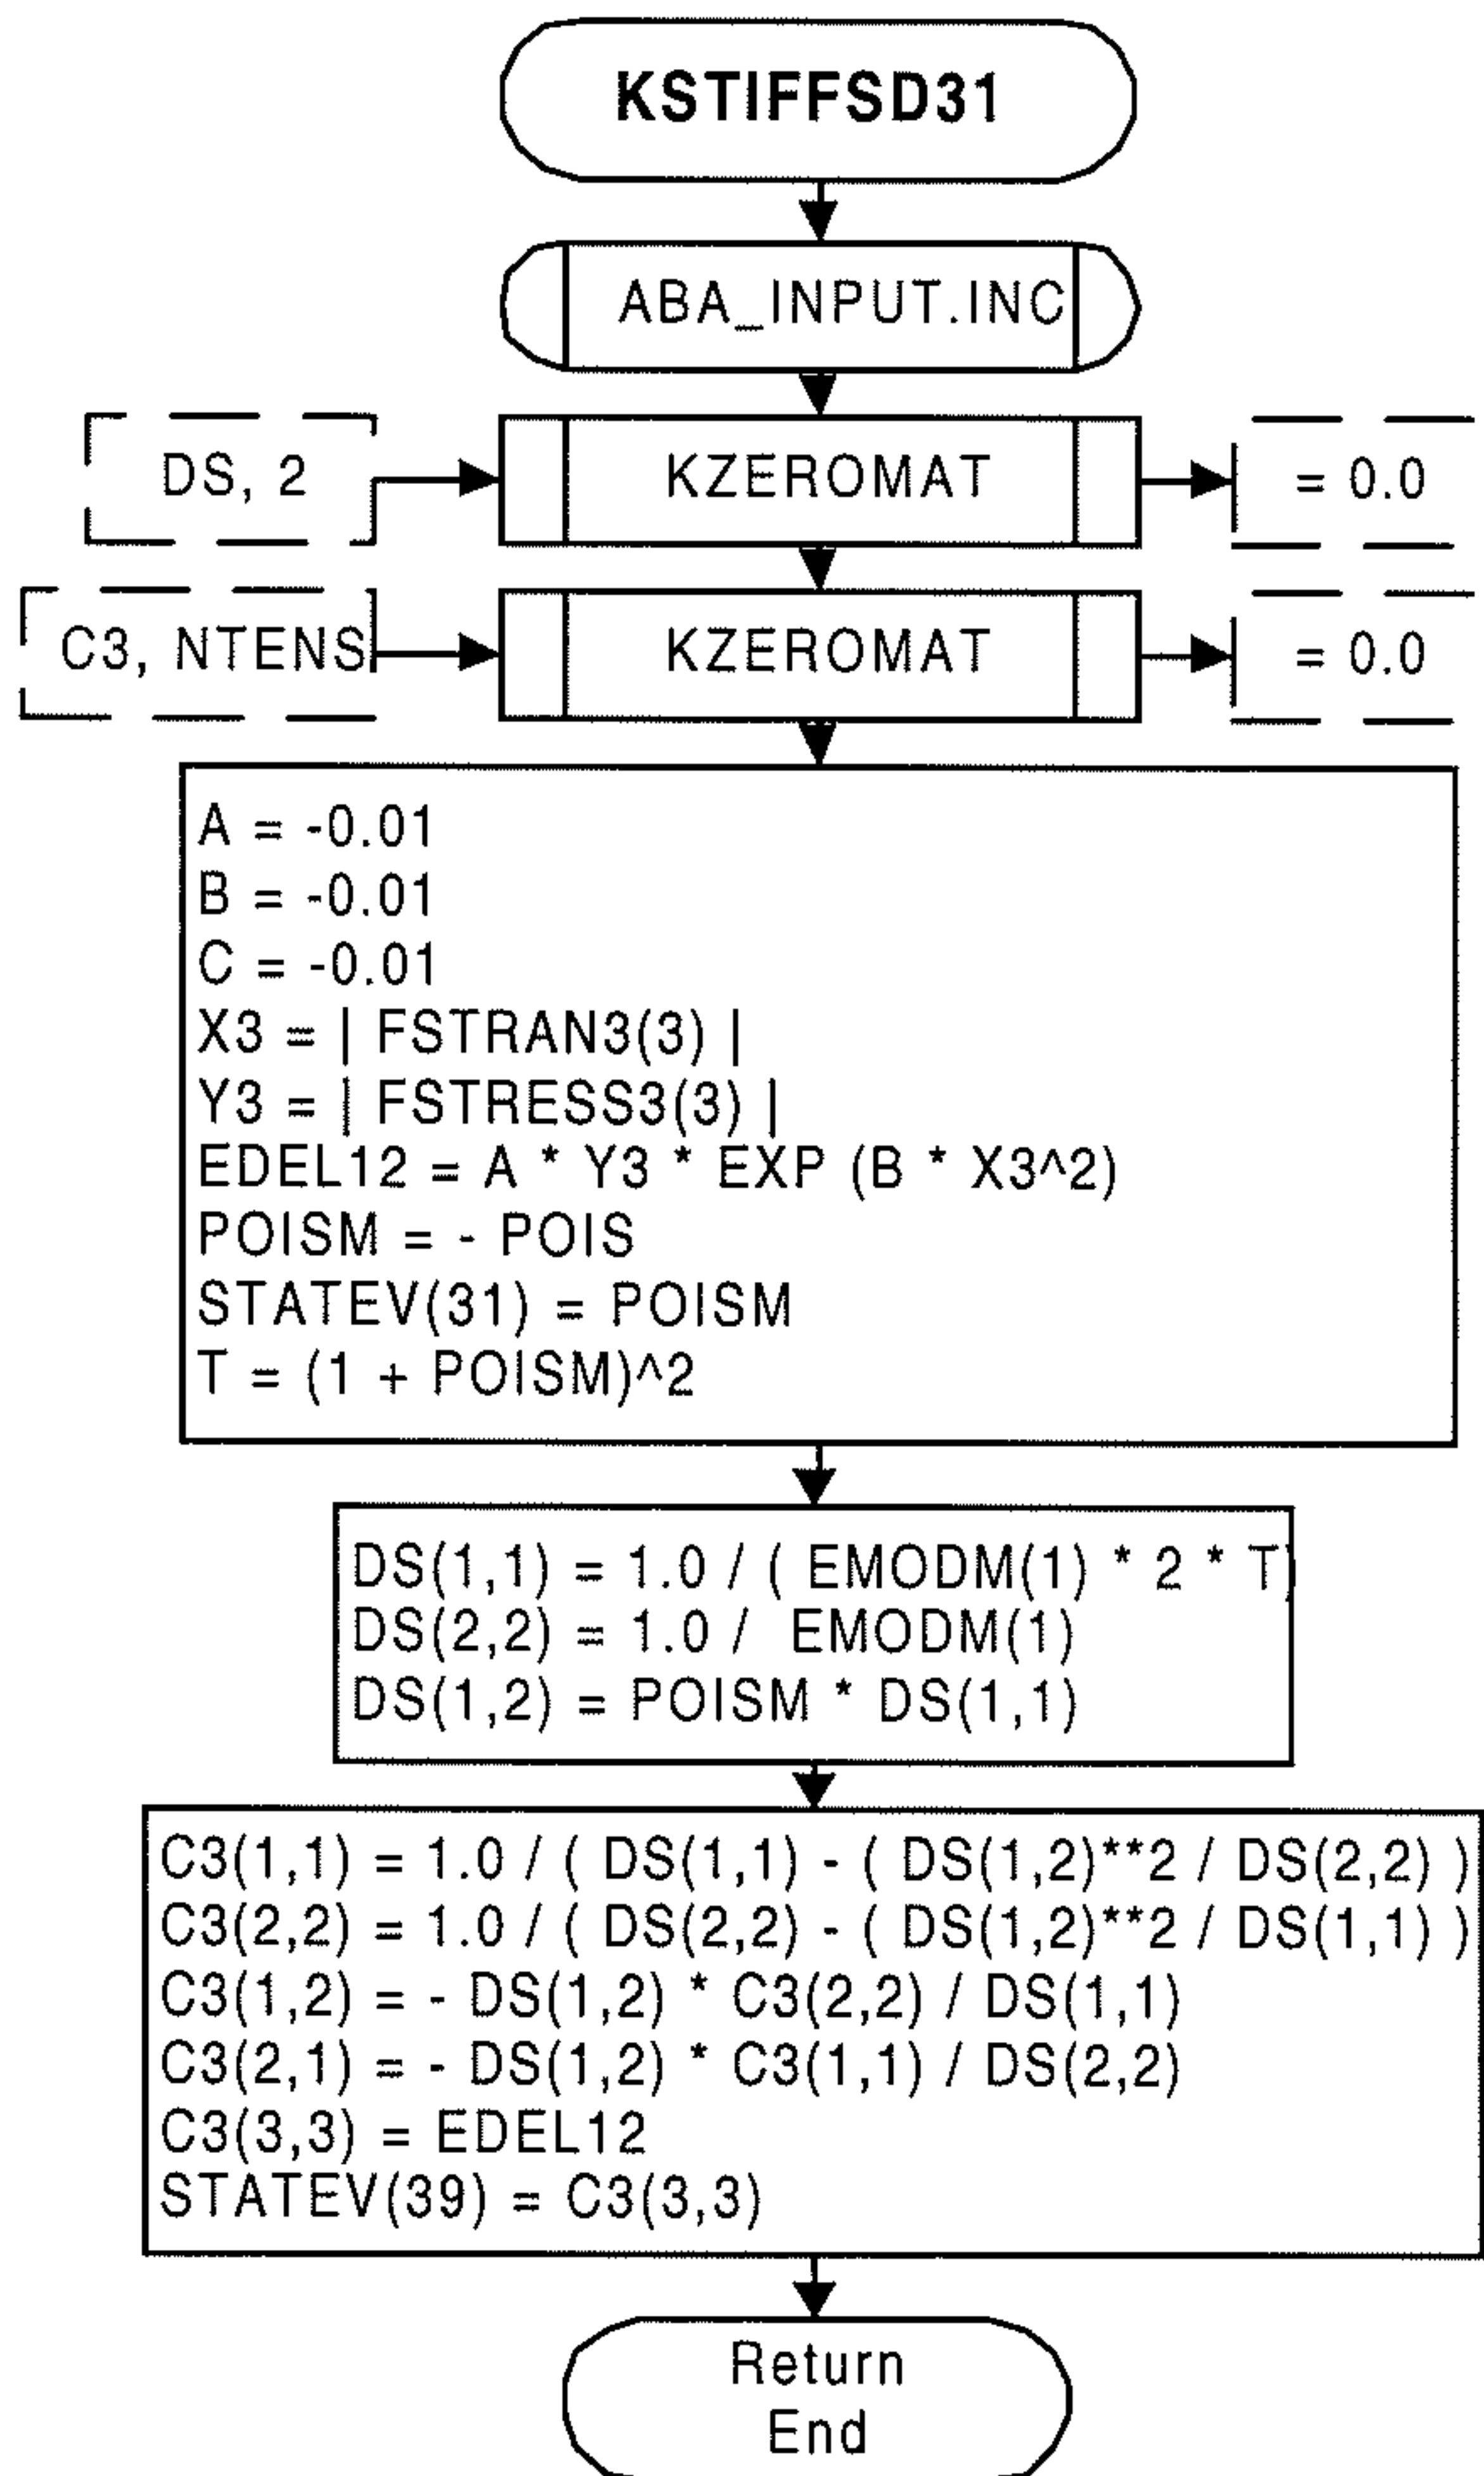 KSTIFFSD31
ABA_INPUT.INC
DS, 2
KZEROMAT
= 0.0
C3, NTENS
KZEROMAT
= 0.0
A = -0.01
B = -0.01
C = -0.01
X3 = | FSTRAN3(3) |
Y3 = | FSTRESS3(3) |
EDEL12 = A * Y3 * EXP (B * X3^2)
POISM = - POIS
STATEV(31) = POISM
T = (1 + POISM)^2
DS(1,1) = 1.0 / ( EMODM(1) * 2 * T)
DS(2,2) = 1.0 / EMODM(1)
DS(1,2) = POISM * DS(1,1)
C3(1,1) = 1.0 / ( DS(1,1) - ( DS(1,2)**2 / DS(2,2) )
C3(2,2) = 1.0 / ( DS(2,2) - ( DS(1,2)**2 / DS(1,1) )
C3(1,2) = - DS(1,2) * C3(2,2) / DS(1,1)
C3(2,1) = - DS(1,2) * C3(1,1) / DS(2,2)
C3(3,3) = EDEL12
STATEV(39) = C3(3,3)
Return
End